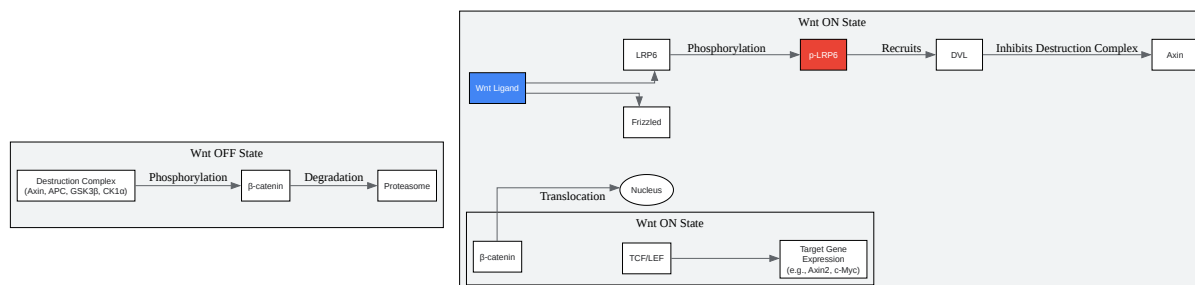 Wnt OFF State
Destruction Complex
(Axin, APC, GSK3β, CK1α)
Phosphorylation
β-catenin
Degradation
Proteasome
Wnt ON State
Wnt Ligand
LRP6
Phosphorylation
p-LRP6
Recruits
DVL
Inhibits Destruction Complex
Axin
Frizzled
Nucleus
Translocation
Wnt ON State
β-catenin
TCF/LEF
Target Gene
Expression
(e.g., Axin2, c-Myc)